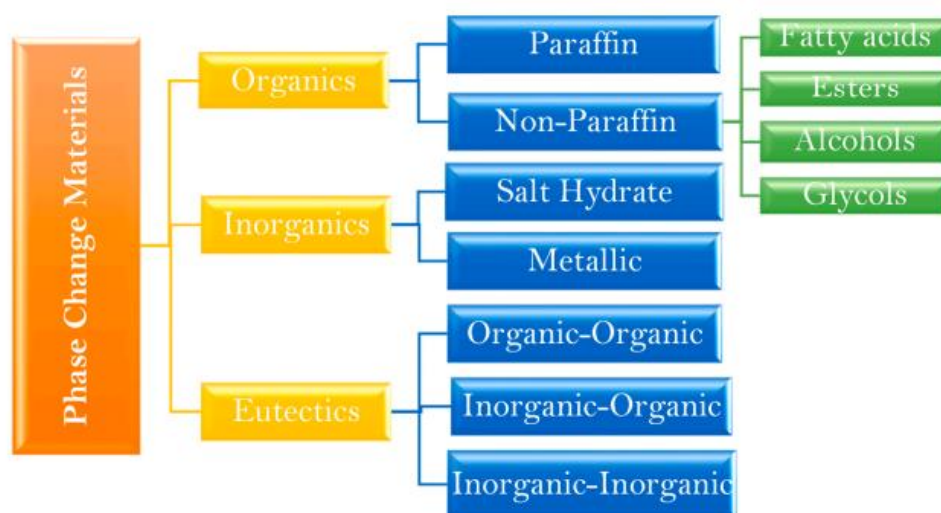 Phase Change Materials
Organics
Paraffin
Non-Paraffin
Fatty acids
Esters
Alcohols
Glycols
Inorganics
Salt Hydrate
Metallic
Eutectics
Organic-Organic
Inorganic-Organic
Inorganic-Inorganic